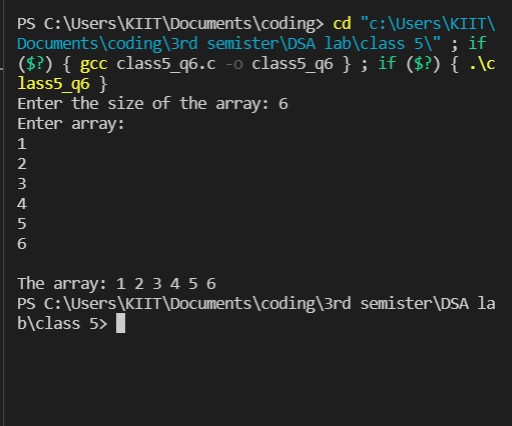 PS C:\Users\KIIT\Documents\coding> cd "c:\Users\KIIT\
Documents\coding\3rd semister\DSA lab\class 5\" ; if
($?) { gcc class5_q6.c -o class5_q6 } ; if ($?) { .\c
lass5_q6 }
Enter the size of the array: 6
Enter array:
1
2
3
4
5
6
The array: 1 2 3 4 5 6
PS C:\Users\KIIT\Documents\coding\3rd semister\DSA la
b\class 5>